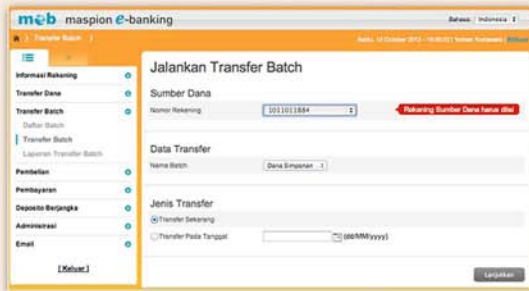 meb maspion e-banking
Bahasa: Indonesia
Transfer Batch
Informasi Rekening
Transfer Dana
Transfer Batch
Daftar Batch
Transfer Batch
Laporan Transfer Batch
Pembelian
Pembayaran
Deposito Berjangka
Administrasi
Email
[Keluar]
Jalankan Transfer Batch
Sumber Dana
Nomor Rekening
1011011884
Rekening Sumber Dana harus diisi
Data Transfer
Nama Batch
Dana Simpanan
Jenis Transfer
Transfer Sekarang
Transfer Pada Tanggal
(dd/MM/yyyy)
Lanjutkan